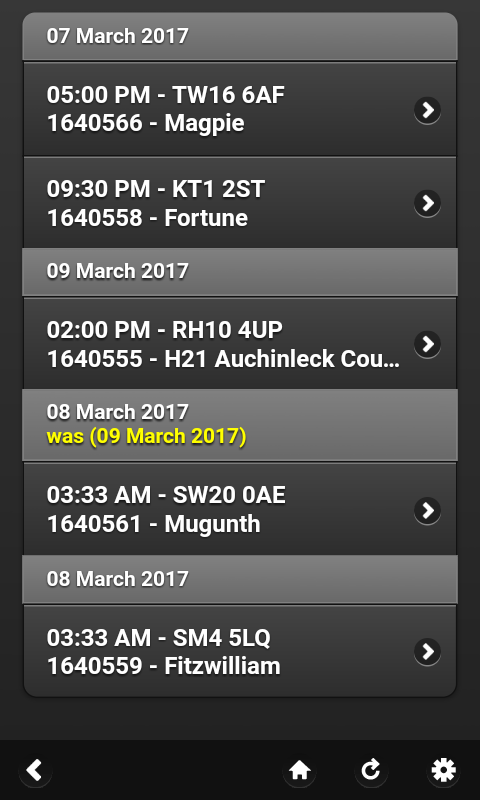 07 March 2017
05:00 PM - TW16 6AF
1640566 - Magpie
09:30 PM - KT1 2ST
1640558 - Fortune
09 March 2017
02:00 PM - RH10 4UP
1640555 - H21 Auchinleck Cou...
08 March 2017
was (09 March 2017)
03:33 AM - SW20 0AE
1640561 - Mugunth
08 March 2017
03:33 AM - SM4 5LQ
1640559 - Fitzwilliam